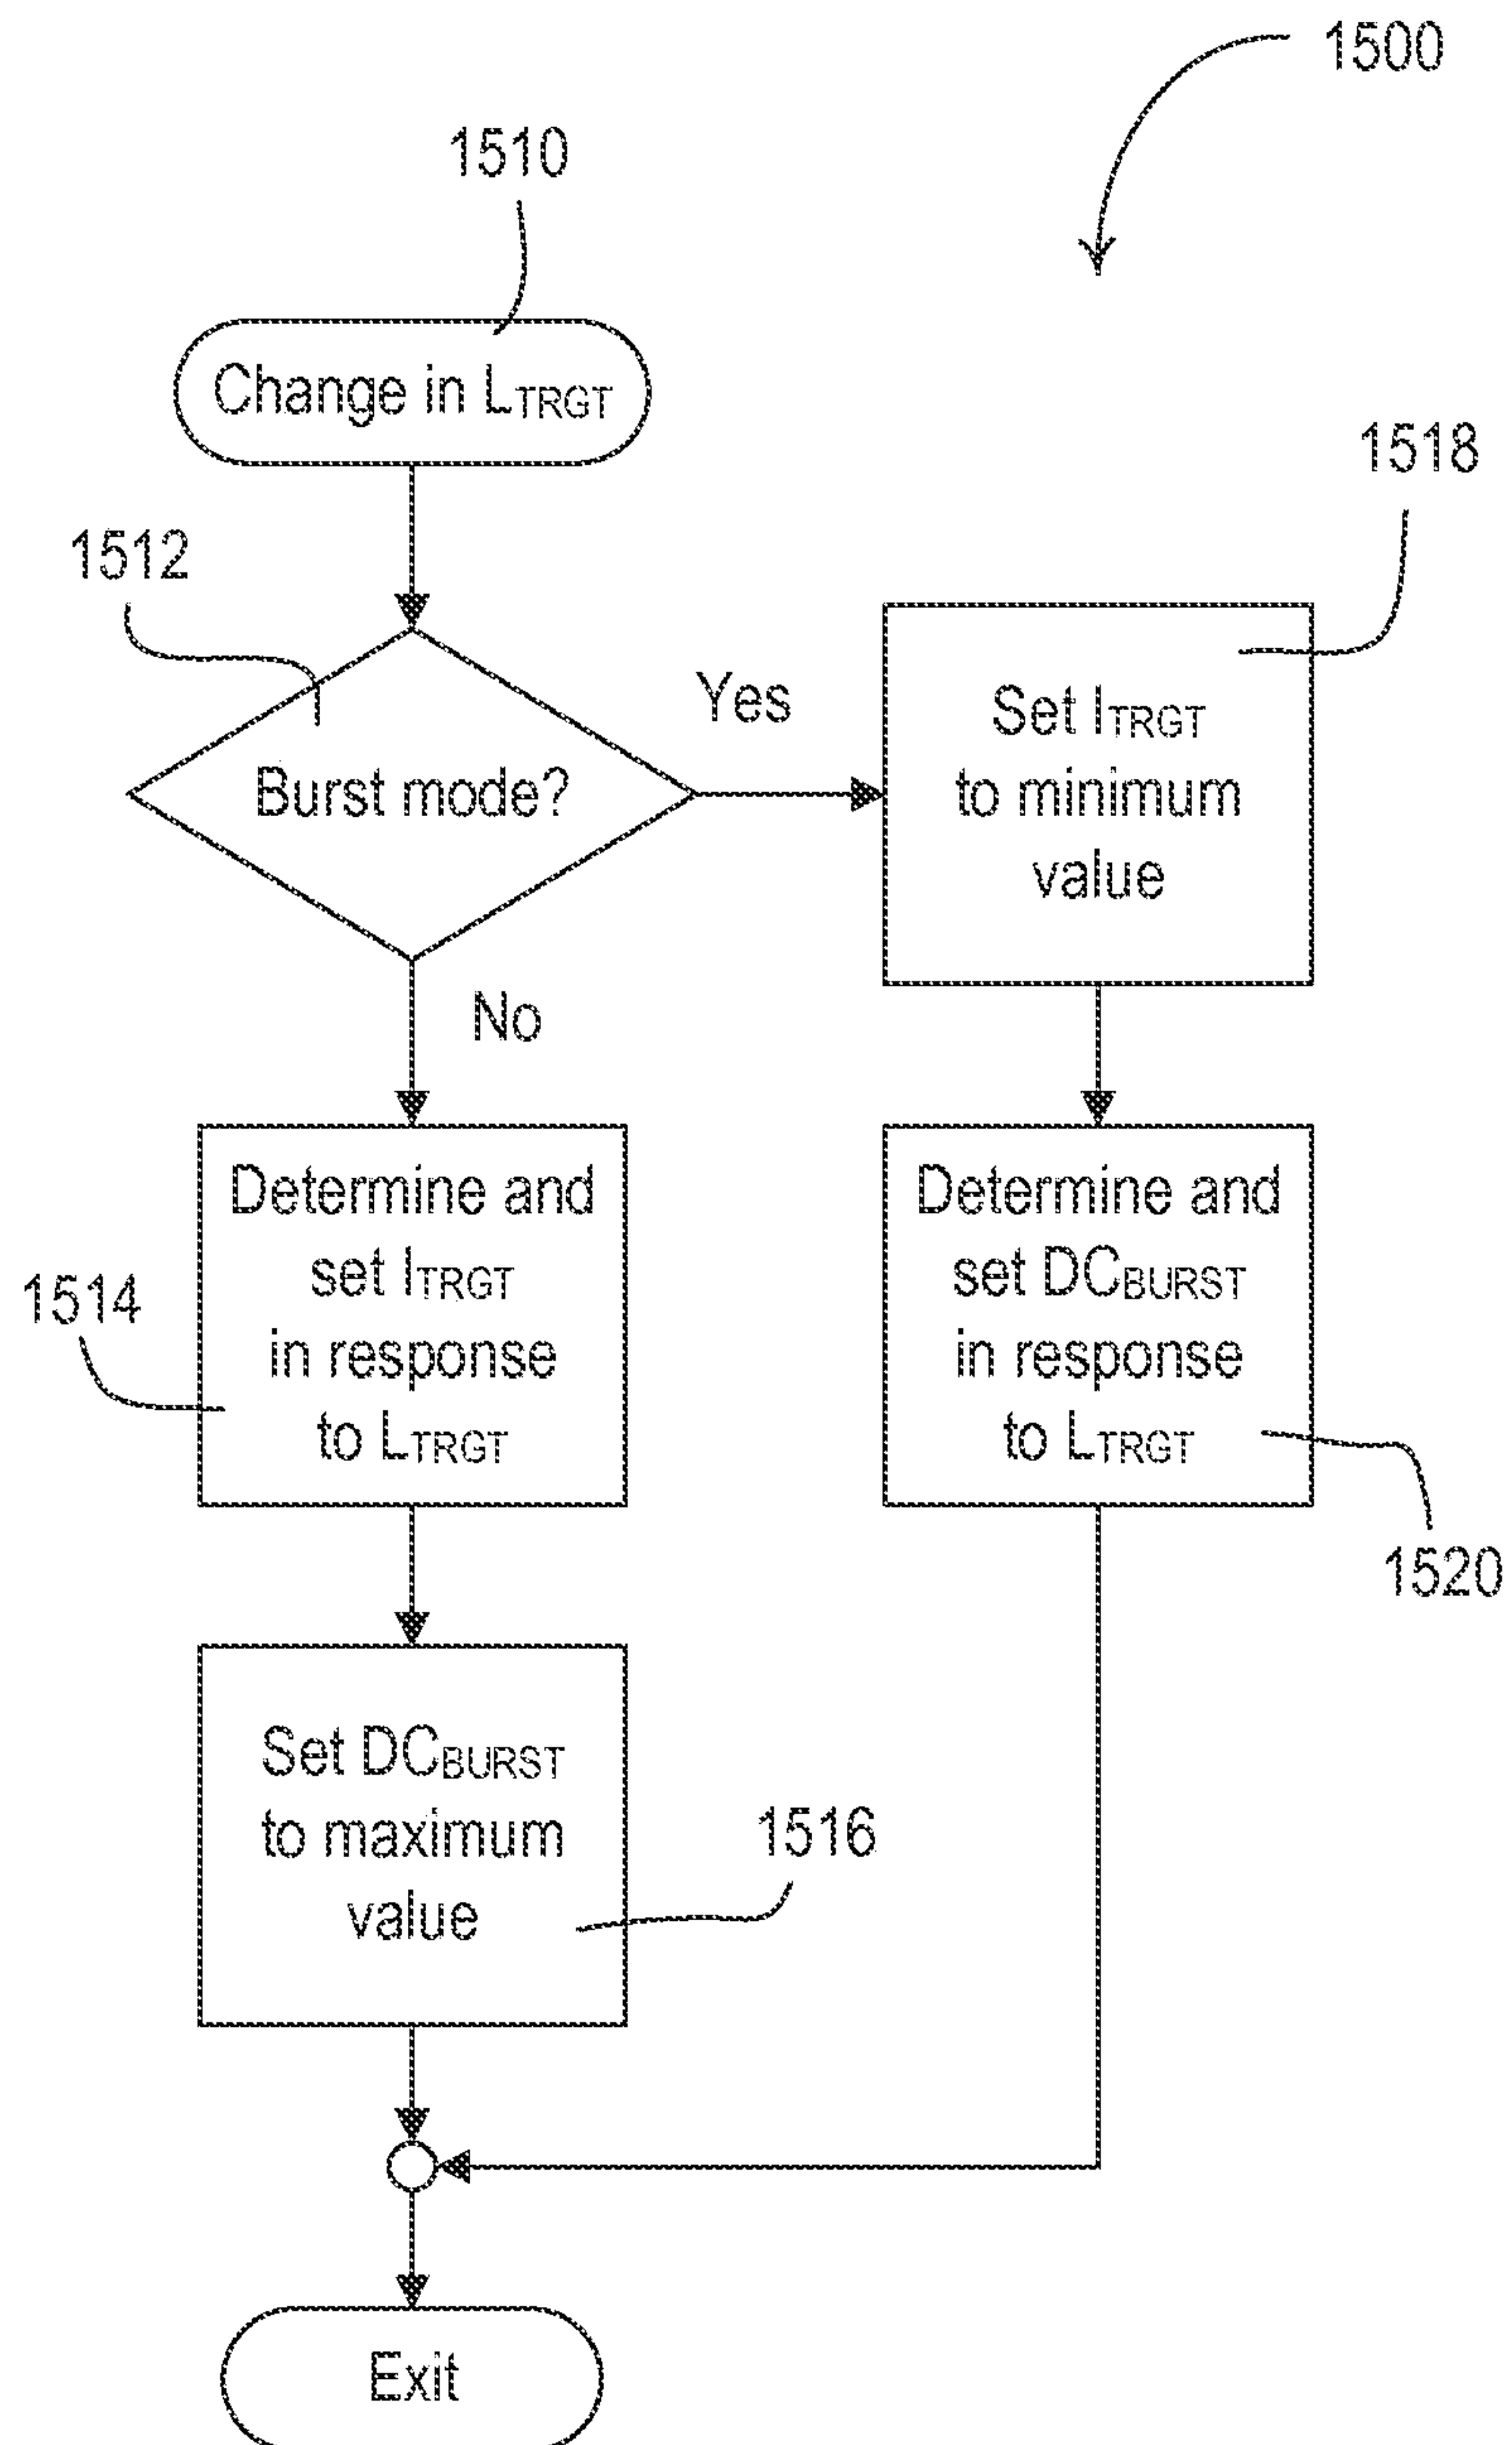 1500
1510
Change in LTRGT
1518
1512
Yes
Set ITRGT
to minimum
value
Burst mode?
No
Determine and
set ITRGT
in response
to LTRGT
1514
Determine and
set DCBURST
in response
to LTRGT
1520
Set DCBURST
to maximum
value
1516
Exit